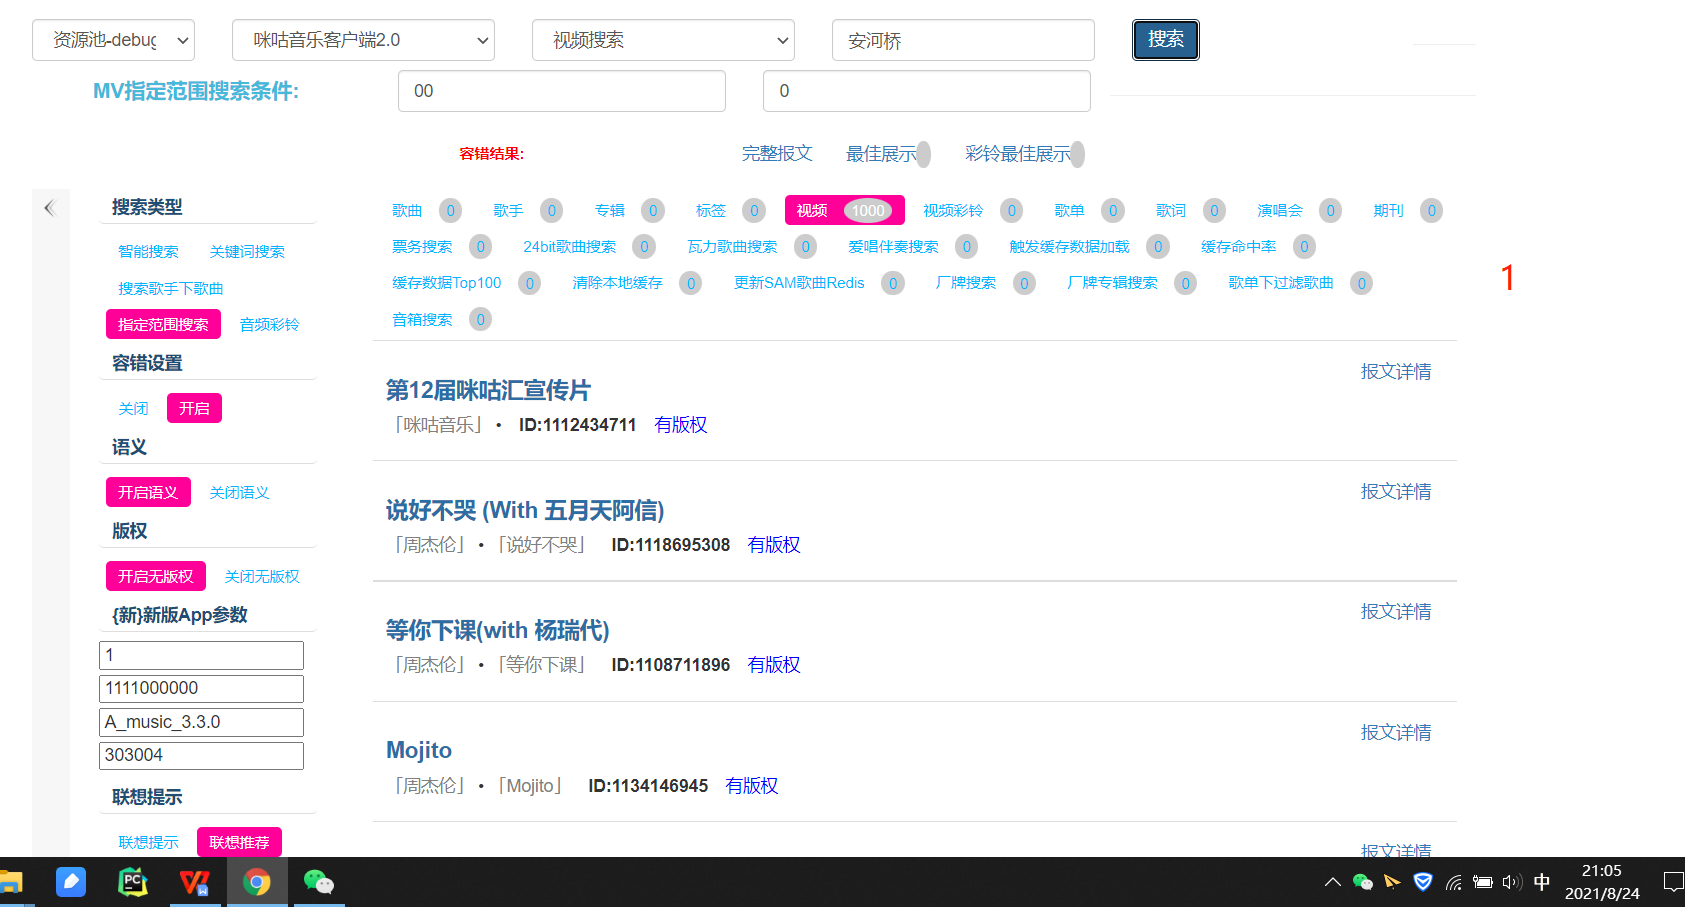 资源池-debug 咪咕音乐客户端2.0 视频搜索 安河桥 搜索
MV指定范围搜索条件: 00 0
容错结果: 完整报文 最佳展示 彩铃最佳展示
搜索类型
智能搜索 关键词搜索
搜索歌手下歌曲
指定范围搜索 音频彩铃
容错设置
关闭 开启
语义
开启语义 关闭语义
版权
开启无版权 关闭无版权
{新}新版App参数
1
1111000000
A_music_3.3.0
303004
联想提示
联想提示 联想推荐
歌曲 0 歌手 0 专辑 0 标签 0 视频 1000 视频彩铃 0 歌单 0 歌词 0 演唱会 0 期刊 0
票务搜索 0 24bit歌曲搜索 0 瓦力歌曲搜索 0 爱唱伴奏搜索 0 触发缓存数据加载 0 缓存命中率 0
缓存数据Top100 0 清除本地缓存 0 更新SAM歌曲Redis 0 厂牌搜索 0 厂牌专辑搜索 0 歌单下过滤歌曲 0
音箱搜索 0
1
报文详情
第12届咪咕汇宣传片
「咪咕音乐」 • ID:1112434711 有版权
报文详情
说好不哭 (With 五月天阿信)
「周杰伦」 • 「说好不哭」 ID:1118695308 有版权
报文详情
等你下课(with 杨瑞代)
「周杰伦」 • 「等你下课」 ID:1108711896 有版权
报文详情
Mojito
「周杰伦」 • 「Mojito」 ID:1134146945 有版权
报文详情
PC
中
21:05
2021/8/24